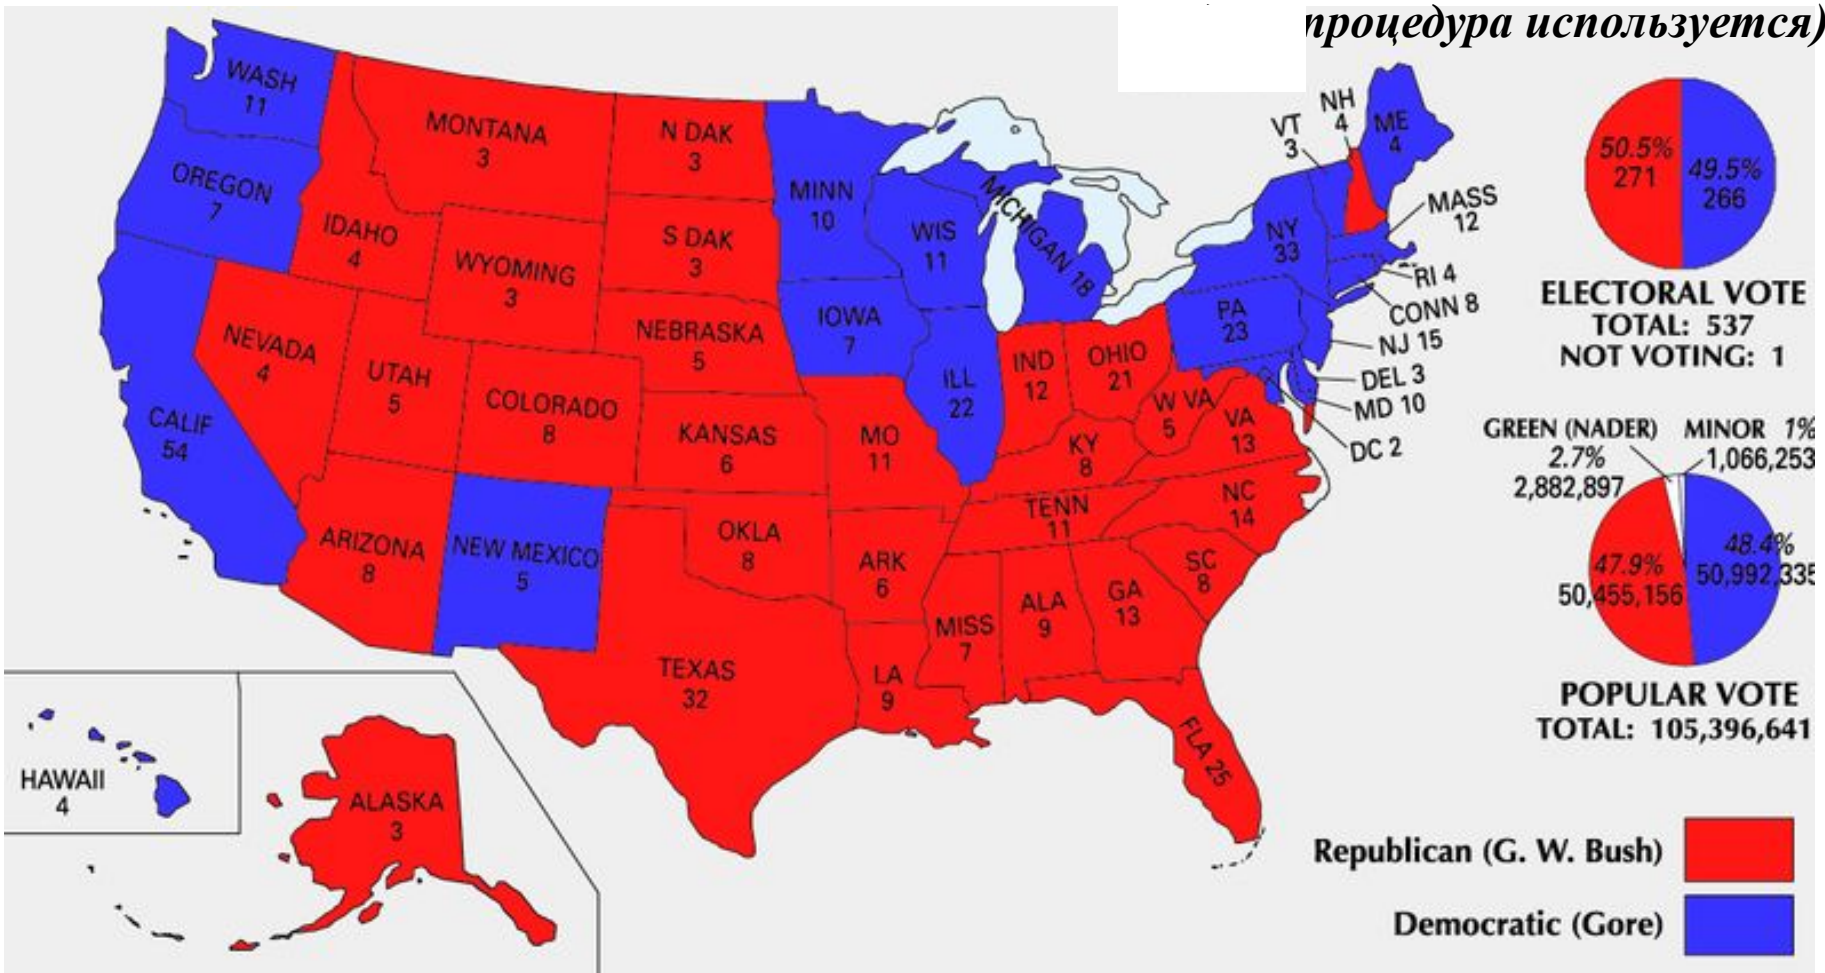 процедура используется)
WASH
11
OREGON
7
CALIF
54
NEVADA
4
IDAHO
4
MONTANA
3
WYOMING
3
UTAH
5
COLORADO
8
ARIZONA
8
NEW MEXICO
5
N DAK
3
S DAK
3
NEBRASKA
5
KANSAS
6
OKLA
8
TEXAS
32
MINN
10
IOWA
7
MO
11
ARK
6
LA
9
WIS
11
ILL
22
MICHIGAN 18
IND
12
OHIO
21
KY
8
TENN
11
MISS
7
ALA
9
GA
13
FLA 25
SC
8
NC
14
VA
13
W VA
5
PA
23
NY
33
VT
3
NH
4
ME
4
MASS
12
RI 4
CONN 8
NJ 15
DEL 3
MD 10
DC 2
HAWAII
4
ALASKA
3
50.5%
271
49.5%
266
ELECTORAL VOTE
TOTAL: 537
NOT VOTING: 1
GREEN (NADER)
2.7%
2,882,897
MINOR 1%
1,066,253
47.9%
50,455,156
48.4%
50,992,335
POPULAR VOTE
TOTAL: 105,396,641
Republican (G. W. Bush)
Democratic (Gore)